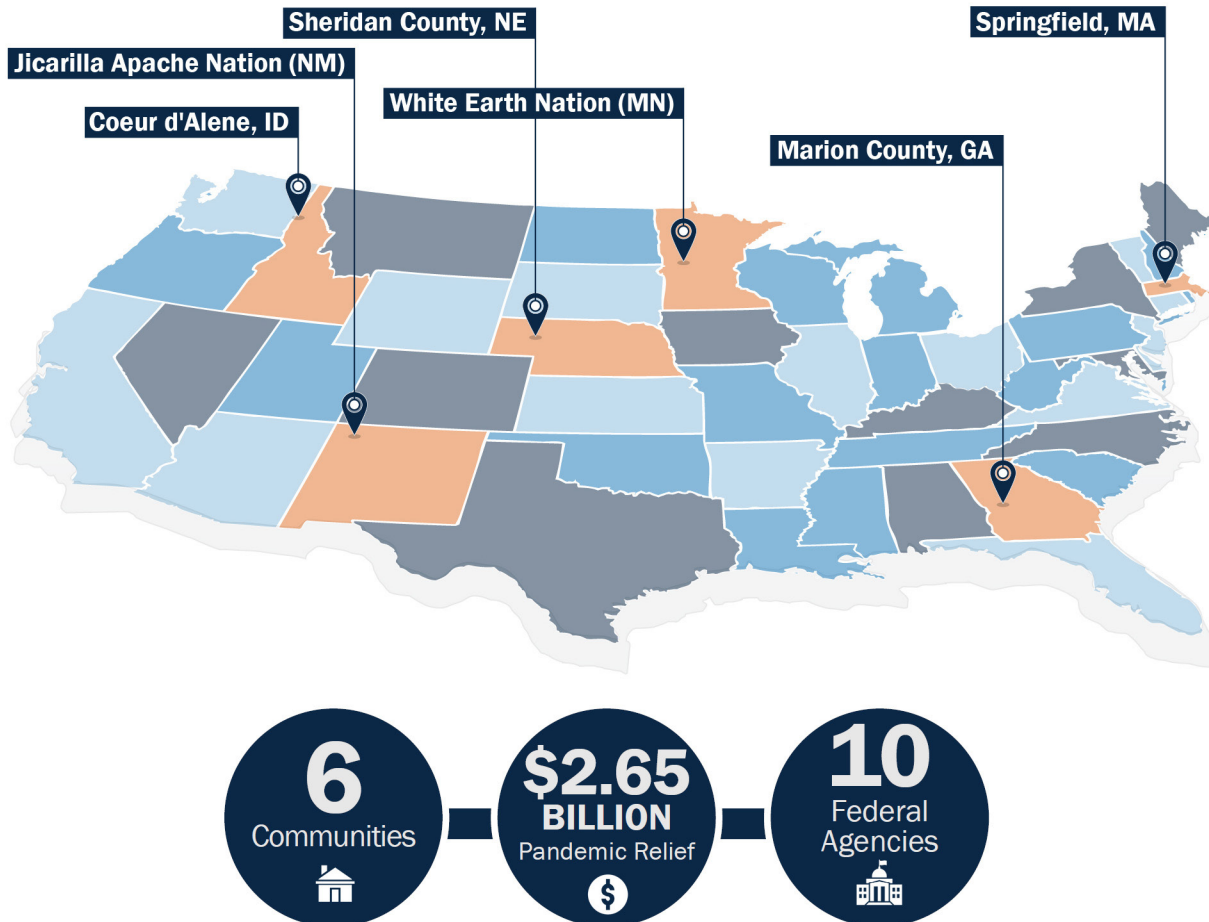 Sheridan County, NE
Springfield, MA
Jicarilla Apache Nation (NM)
White Earth Nation (MN)
Coeur d'Alene, ID
Marion County, GA
6
Communities
$2.65
BILLION
Pandemic Relief
$
10
Federal
Agencies